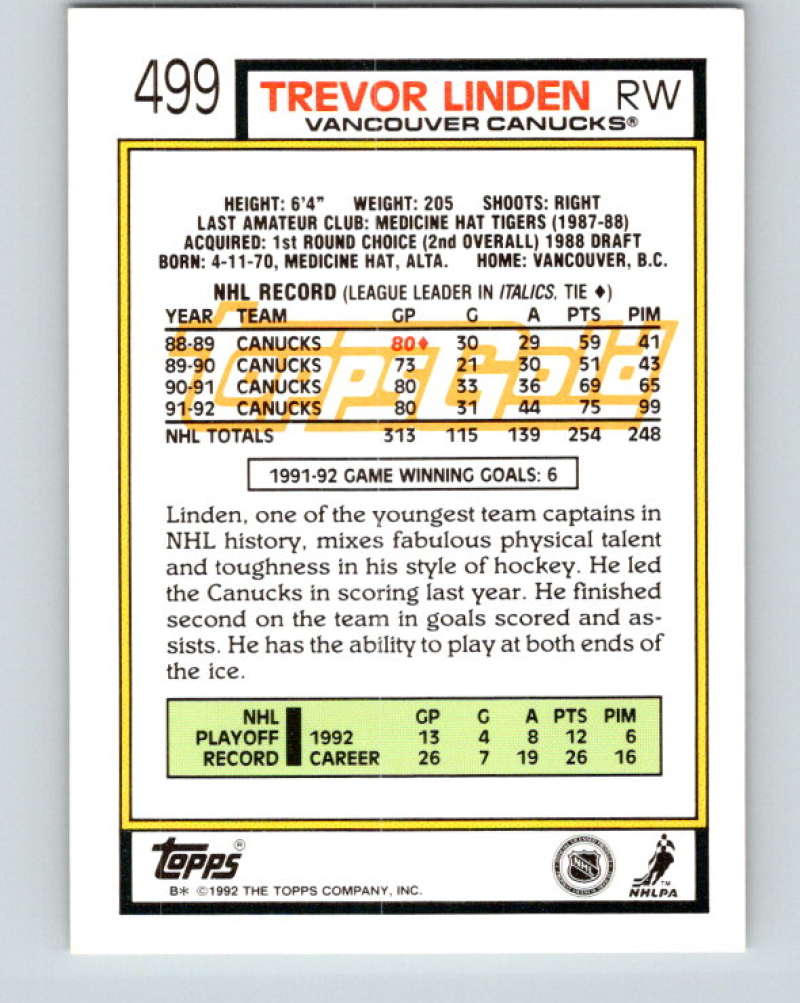 499
TREVOR LINDEN RW
VANCOUVER CANUCKS®
HEIGHT: 6'4" WEIGHT: 205 SHOOTS: RIGHT
LAST AMATEUR CLUB: MEDICINE HAT TIGERS (1987-88)
ACQUIRED: 1st ROUND CHOICE (2nd OVERALL) 1988 DRAFT
BORN: 4-11-70, MEDICINE HAT, ALTA. HOME: VANCOUVER, B.C.
NHL RECORD (LEAGUE LEADER IN ITALICS, TIE ♦)
YEAR TEAM GP G A PTS PIM
88-89 CANUCKS 80♦ 30 29 59 41
89-90 CANUCKS 73 21 30 51 43
90-91 CANUCKS 80 33 36 69 65
91-92 CANUCKS 80 31 44 75 99
NHL TOTALS 313 115 139 254 248
Topps Gold
1991-92 GAME WINNING GOALS: 6
Linden, one of the youngest team captains in
NHL history, mixes fabulous physical talent
and toughness in his style of hockey. He led
the Canucks in scoring last year. He finished
second on the team in goals scored and as-
sists. He has the ability to play at both ends of
the ice.
NHL GP G A PTS PIM
PLAYOFF 1992 13 4 8 12 6
RECORD CAREER 26 7 19 26 16
TOPPS®
B* ©1992 THE TOPPS COMPANY, INC.
NHL
NHLPA™